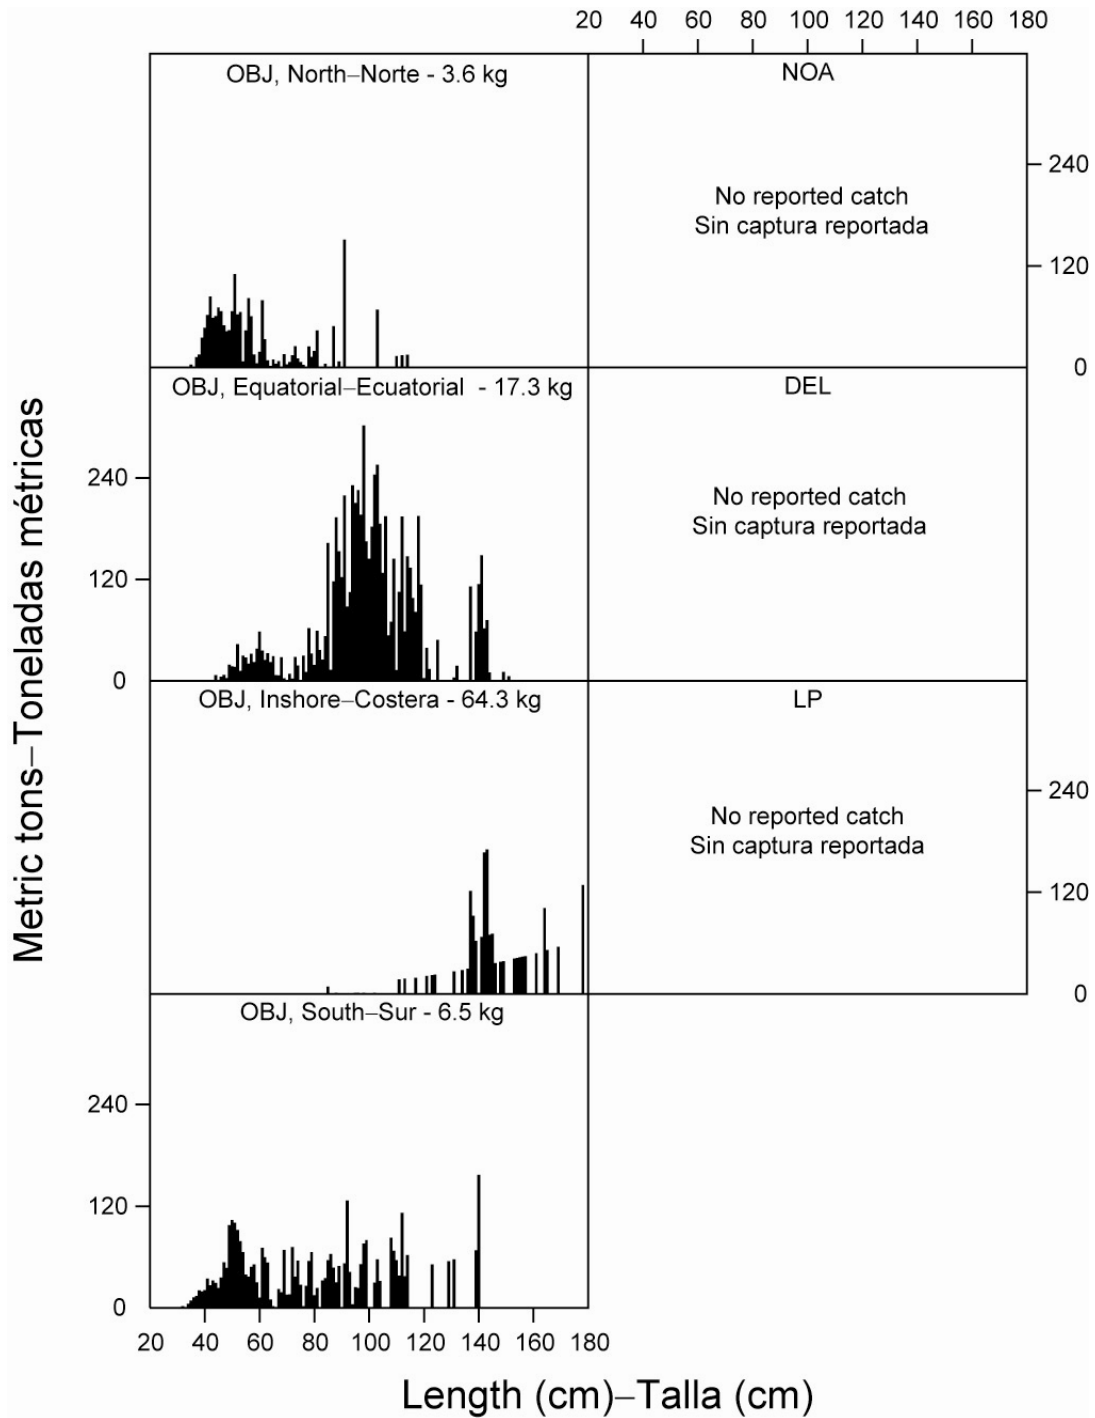 20 40 60 80 100 120 140 160 180
OBJ, North–Norte - 3.6 kg
NOA
240
No reported catch
Sin captura reportada
120
0
OBJ, Equatorial–Ecuatorial - 17.3 kg
DEL
240
No reported catch
Sin captura reportada
120
0
OBJ, Inshore–Costera - 64.3 kg
LP
240
No reported catch
Sin captura reportada
120
0
OBJ, South–Sur - 6.5 kg
240
120
0
20 40 60 80 100 120 140 160 180
Metric tons–Toneladas métricas
Length (cm)–Talla (cm)